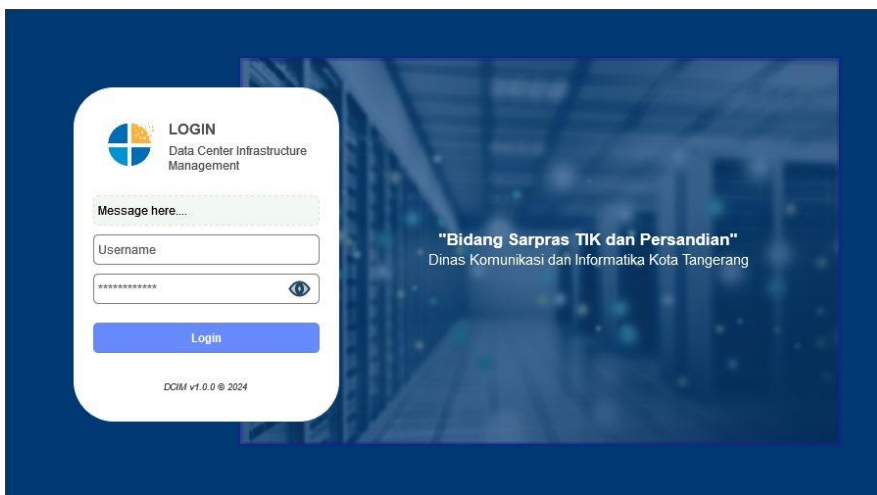 LOGIN
Data Center Infrastructure
Management
Message here....
Username
************
Login
DCIM v1.0.0 © 2024
"Bidang Sarpras TIK dan Persandian"
Dinas Komunikasi dan Informatika Kota Tangerang